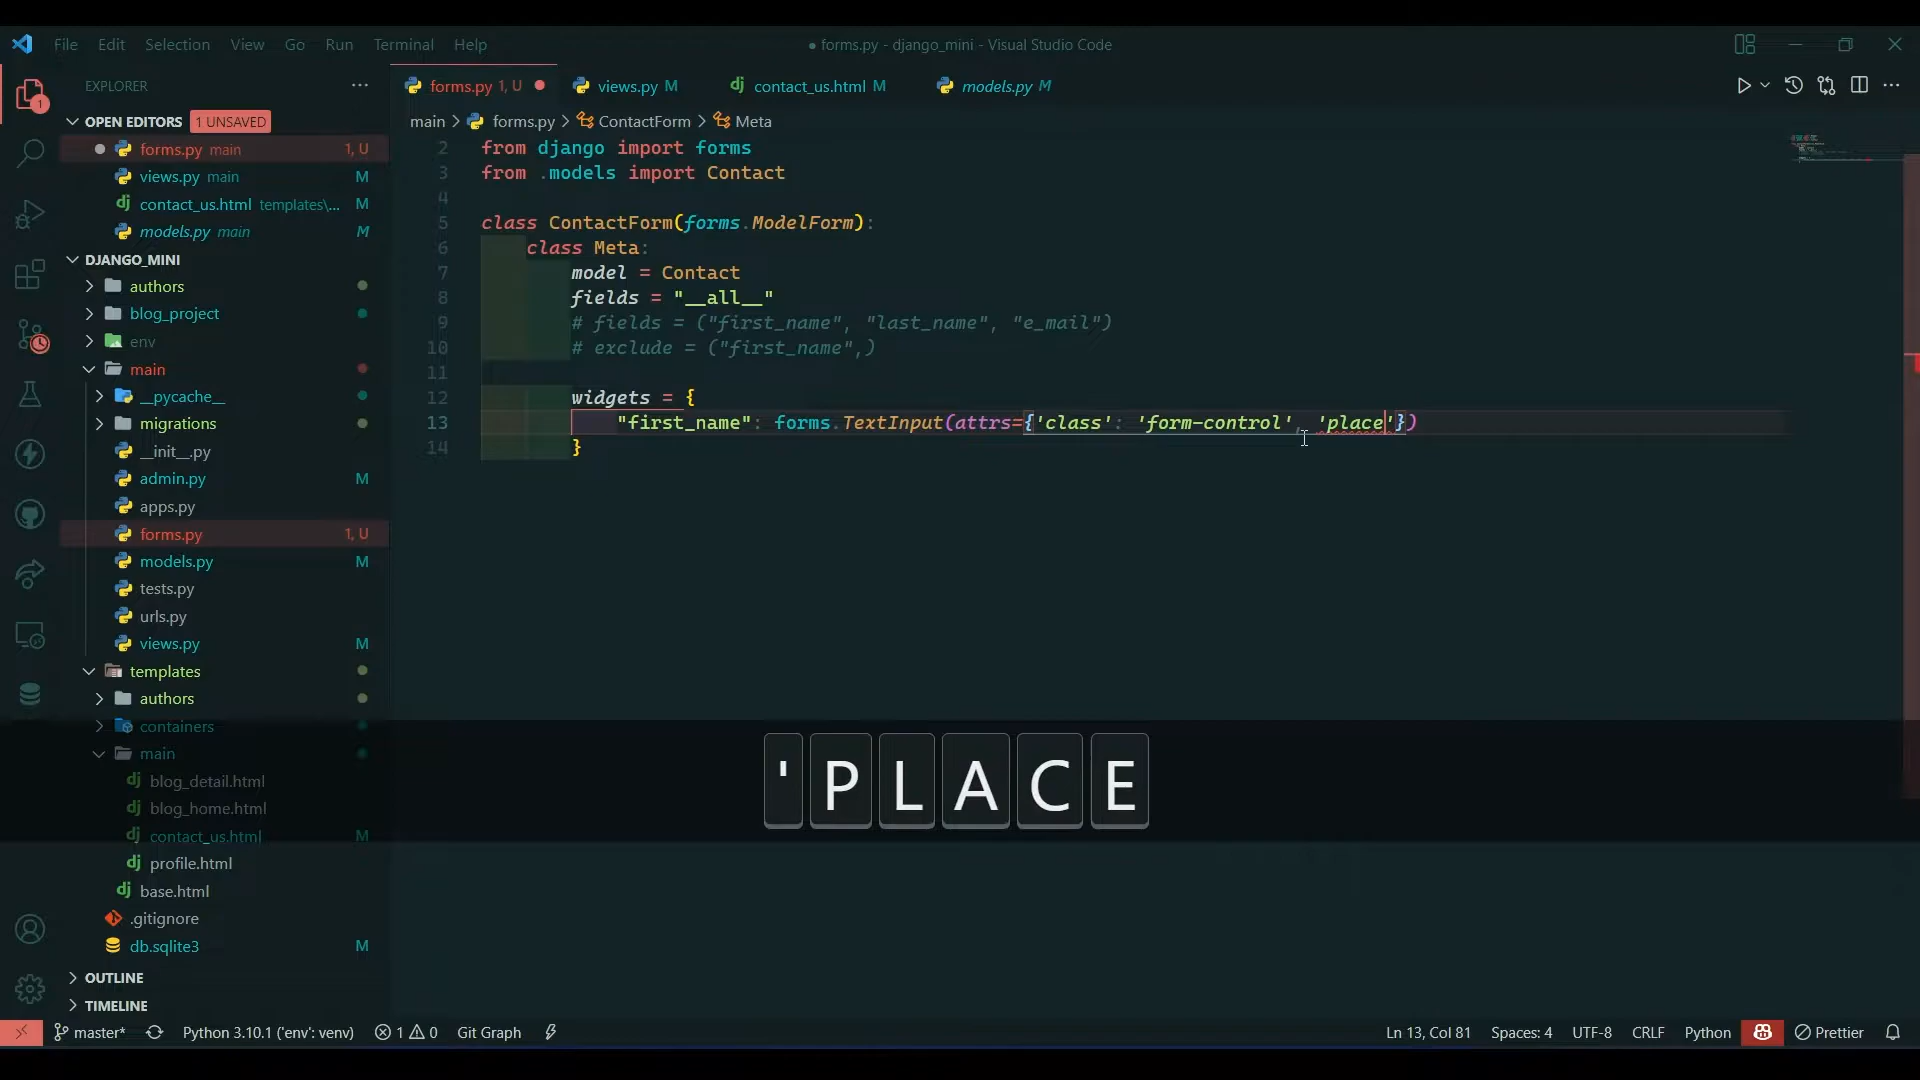 File Edit Selection View Go Run Terminal Help
● forms.py - django_mini - Visual Studio Code
EXPLORER
OPEN EDITORS 1 UNSAVED
forms.py main 1, U
views.py main M
contact_us.html templates\... M
models.py main M
DJANGO_MINI
authors
blog_project
env
main
__pycache__
migrations
__init__.py
admin.py M
apps.py
forms.py 1, U
models.py M
tests.py
urls.py
views.py M
templates
authors
containers
main
blog_detail.html
blog_home.html
contact_us.html M
profile.html
base.html
.gitignore
db.sqlite3 M
OUTLINE
TIMELINE
1
forms.py 1, U views.py M contact_us.html M models.py M
main > forms.py > ContactForm > Meta
2 from django import forms
3 from .models import Contact
4
5 class ContactForm(forms.ModelForm):
6 class Meta:
7 model = Contact
8 fields = "__all__"
9 # fields = ("first_name", "last_name", "e_mail")
10 # exclude = ("first_name",)
11
12 widgets = {
13 "first_name": forms.TextInput(attrs={'class': 'form-control', 'place'})
14 }
' P L A C E
master* Python 3.10.1 ('env': venv) 1 0 Git Graph Ln 13, Col 81 Spaces: 4 UTF-8 CRLF Python Prettier